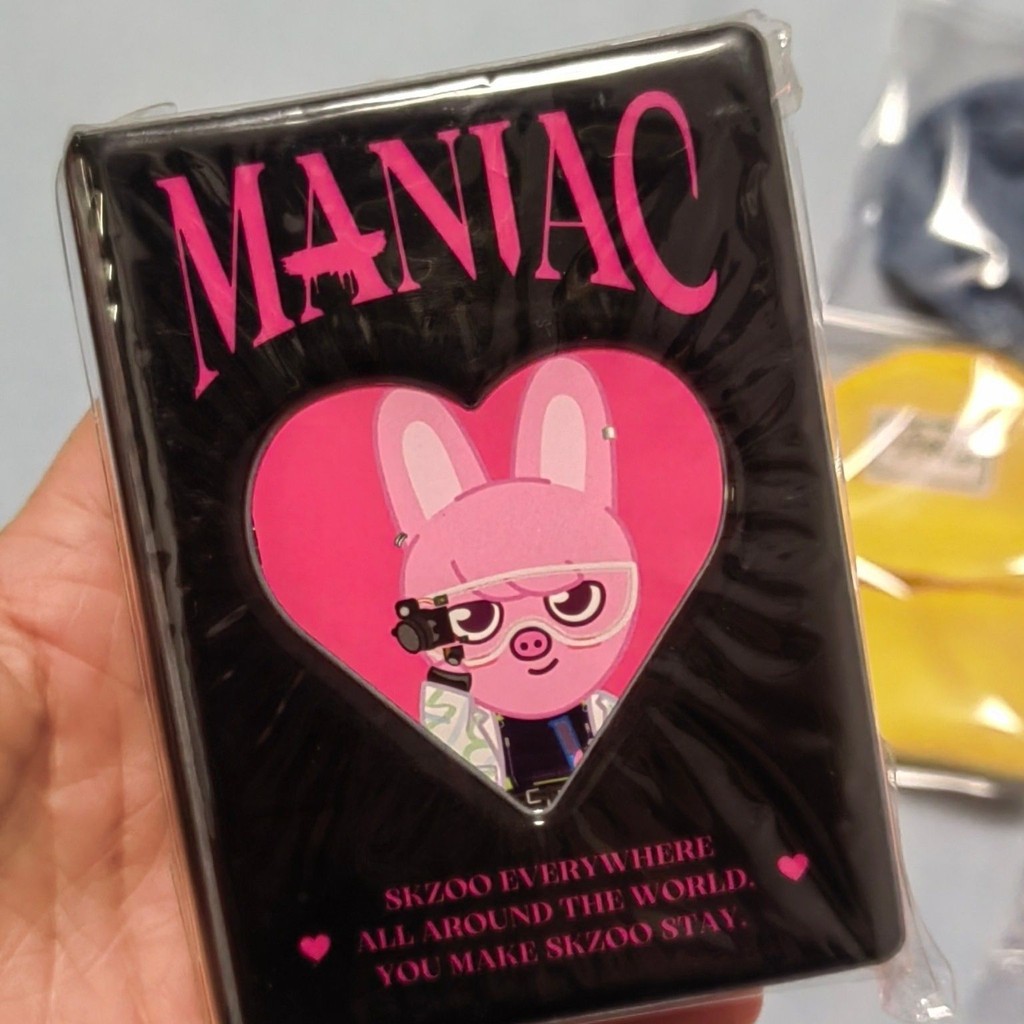 MANIAC
SKZOO EVERYWHERE
ALL AROUND THE WORLD.
YOU MAKE SKZOO STAY.